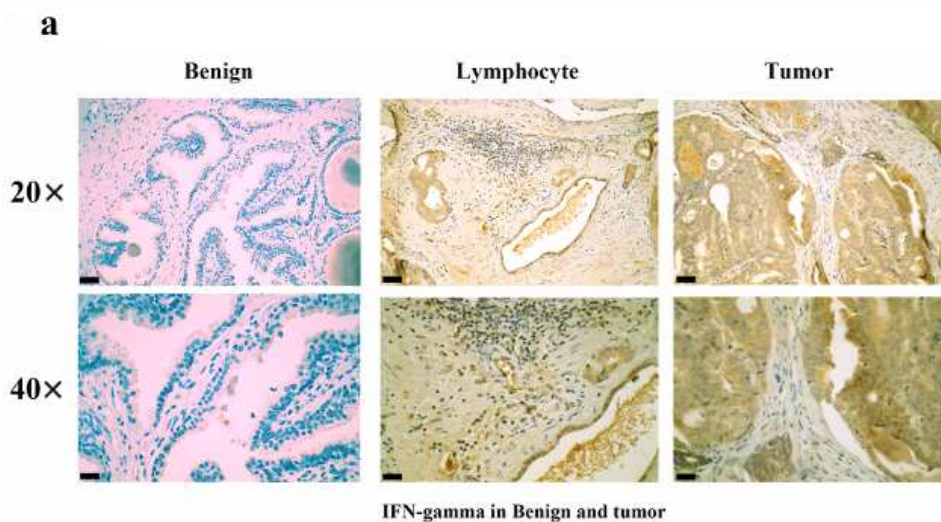 a
Benign Lymphocyte Tumor
20×
40×
IFN-gamma in Benign and tumor